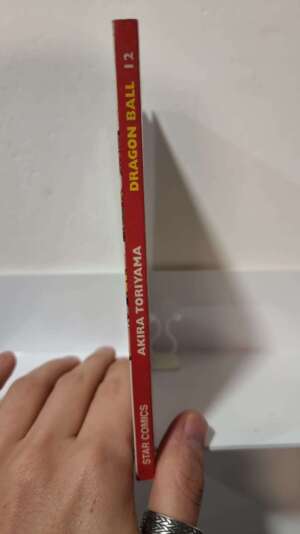 DRAGON BALL 12
AKIRA TORIYAMA
STAR COMICS